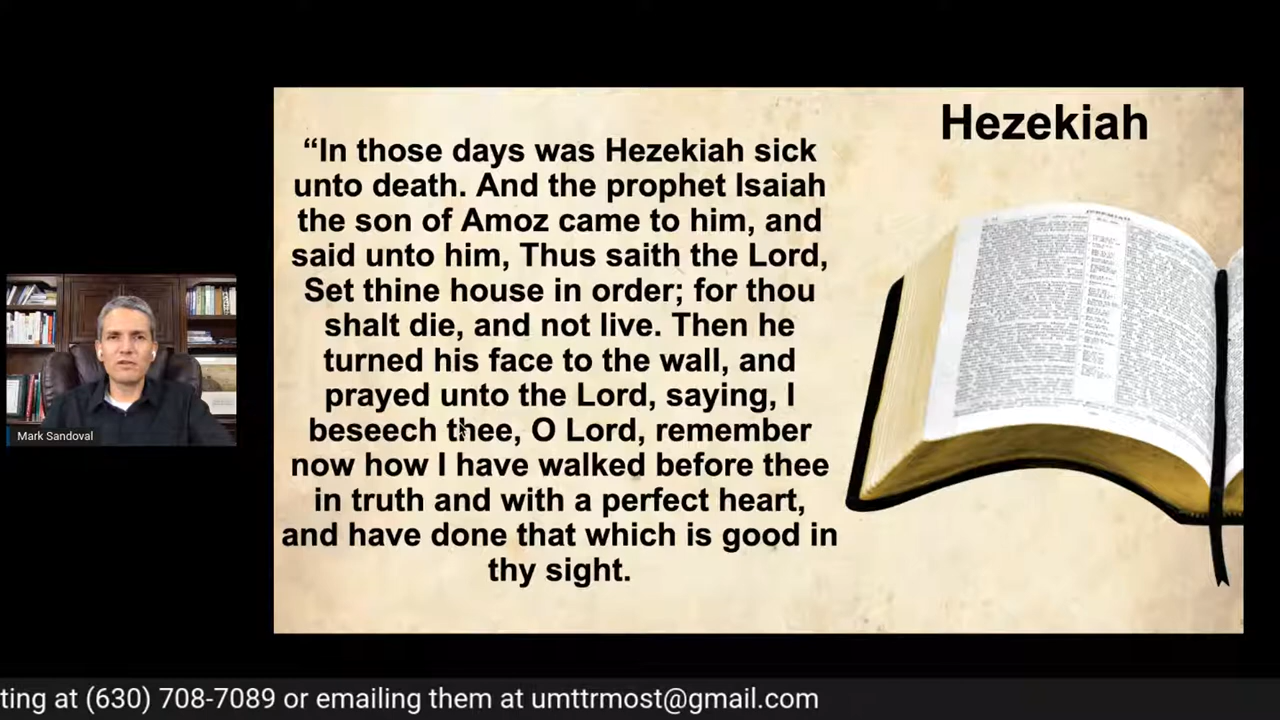 Hezekiah
“In those days was Hezekiah sick
unto death. And the prophet Isaiah
the son of Amoz came to him, and
said unto him, Thus saith the Lord,
Set thine house in order; for thou
shalt die, and not live. Then he
turned his face to the wall, and
prayed unto the Lord, saying, I
beseech thee, O Lord, remember
now how I have walked before thee
in truth and with a perfect heart,
and have done that which is good in
thy sight.
Mark Sandoval
ting at (630) 708-7089 or emailing them at umttrmost@gmail.com